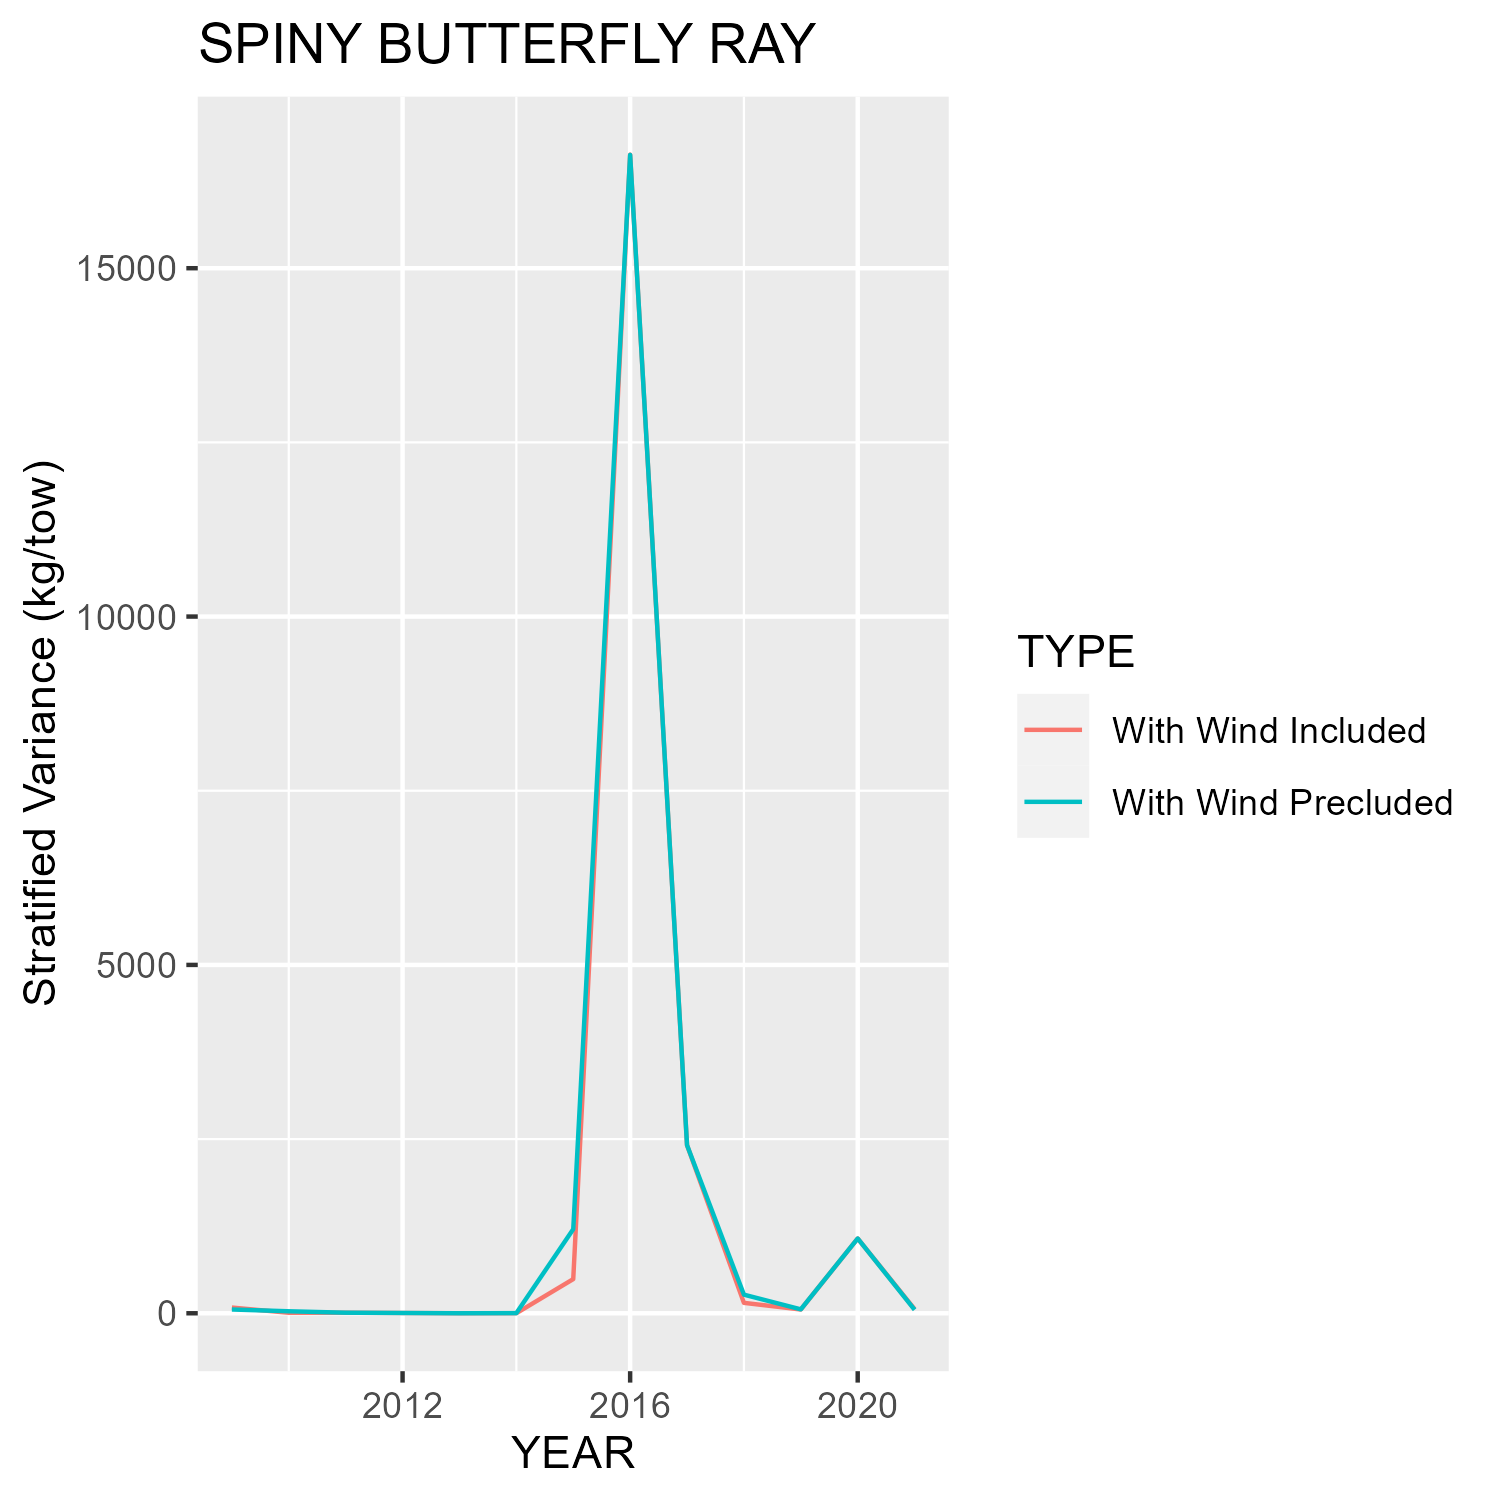 SPINY BUTTERFLY RAY
Stratified Variance (kg/tow)
15000
10000
5000
0
2012
2016
2020
YEAR
TYPE
With Wind Included
With Wind Precluded